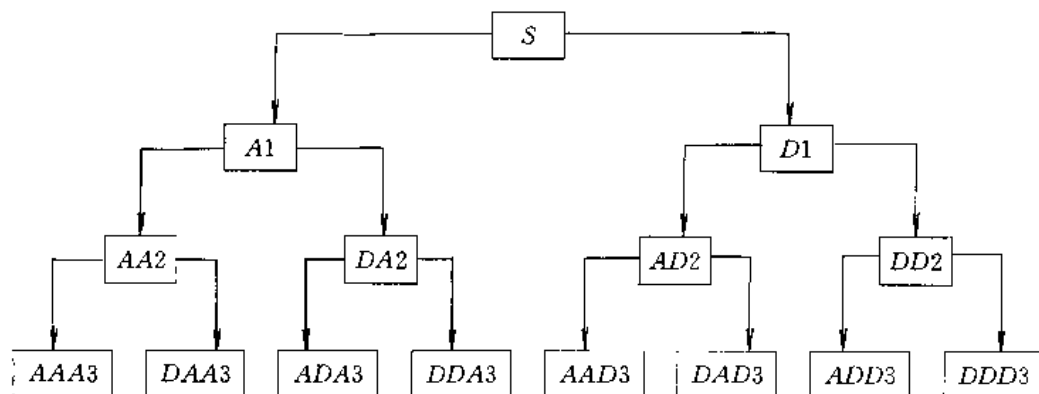 S
A1 D1
AA2 DA2 AD2 DD2
AAA3 DAA3 ADA3 DDA3 AAD3 DAD3 ADD3 DDD3